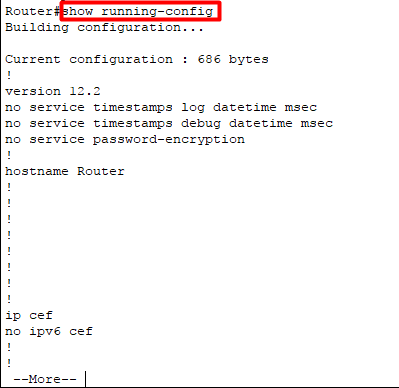 Router#show running-config
Building configuration...
Current configuration : 686 bytes
!
version 12.2
no service timestamps log datetime msec
no service timestamps debug datetime msec
no service password-encryption
!
hostname Router
!
!
!
!
!
!
!
!
ip cef
no ipv6 cef
!
!
--More--